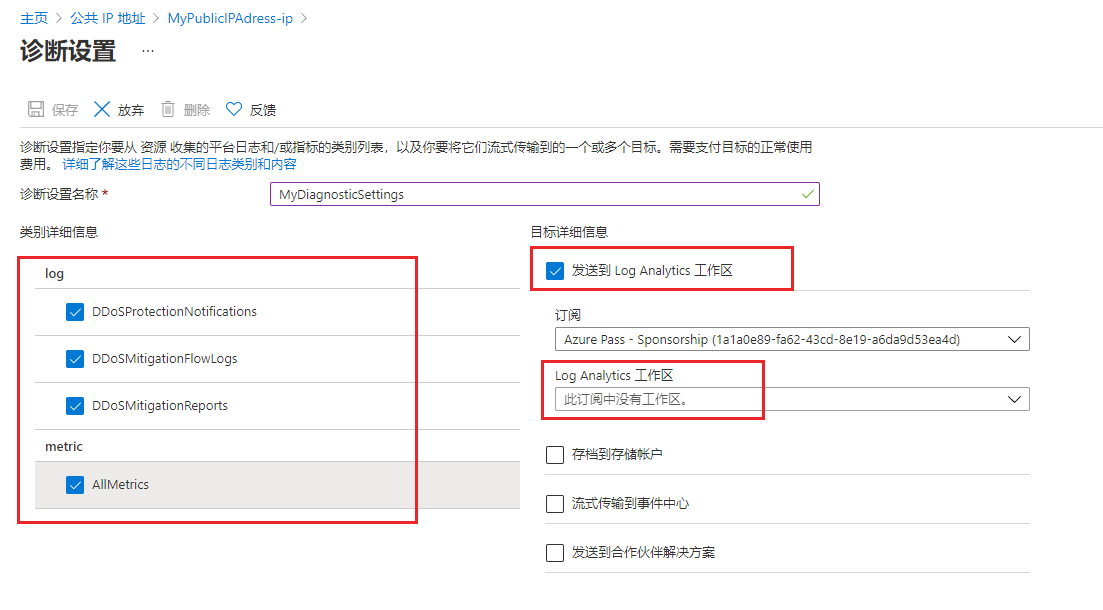 主页 > 公共 IP 地址 > MyPublicIPAdress-ip >
诊断设置 ...
保存 放弃 删除 反馈
诊断设置指定你要从 资源 收集的平台日志和/或指标的类别列表，以及你要将它们流式传输到的一个或多个目标。需要支付目标的正常使用
费用。 详细了解这些日志的不同日志类别和内容
诊断设置名称 *
MyDiagnosticSettings
类别详细信息
log
DDoSProtectionNotifications
DDoSMitigationFlowLogs
DDoSMitigationReports
metric
AllMetrics
目标详细信息
发送到 Log Analytics 工作区
订阅
Azure Pass - Sponsorship (1a1a0e89-fa62-43cd-8e19-a6da9d53ea4d)
Log Analytics 工作区
此订阅中没有工作区。
存档到存储帐户
流式传输到事件中心
发送到合作伙伴解决方案